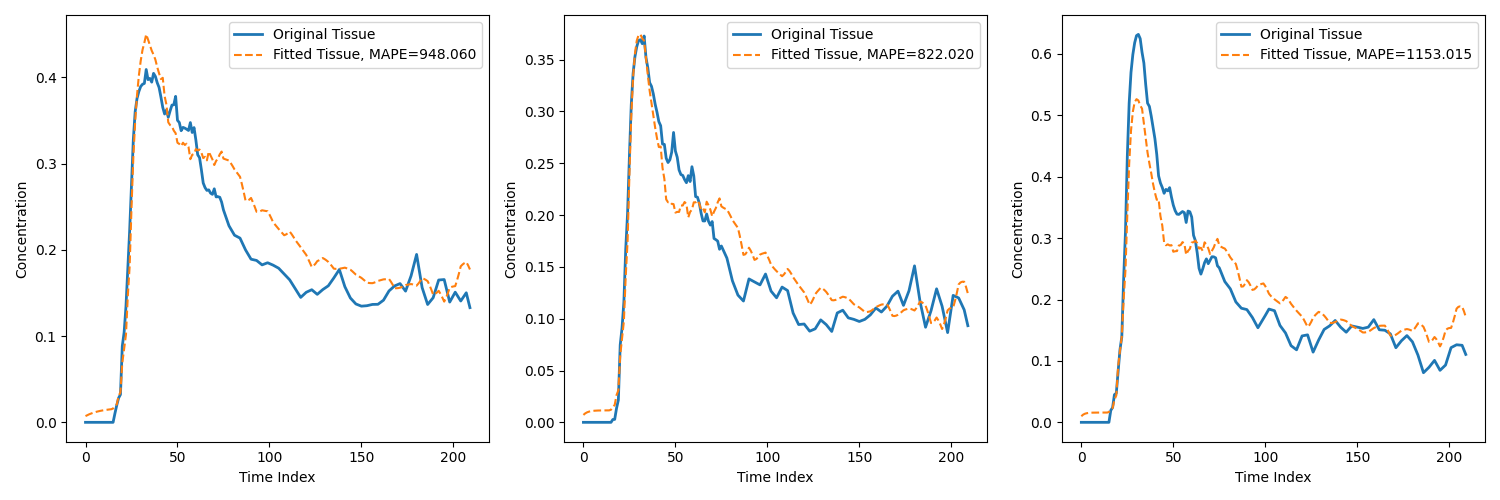 Original Tissue
Fitted Tissue, MAPE=948.060
Concentration
0.4
0.3
0.2
0.1
0.0
0 50 100 150 200
Time Index
Original Tissue
Fitted Tissue, MAPE=822.020
Concentration
0.35
0.30
0.25
0.20
0.15
0.10
0.05
0.00
0 50 100 150 200
Time Index
Original Tissue
Fitted Tissue, MAPE=1153.015
Concentration
0.6
0.5
0.4
0.3
0.2
0.1
0.0
0 50 100 150 200
Time Index